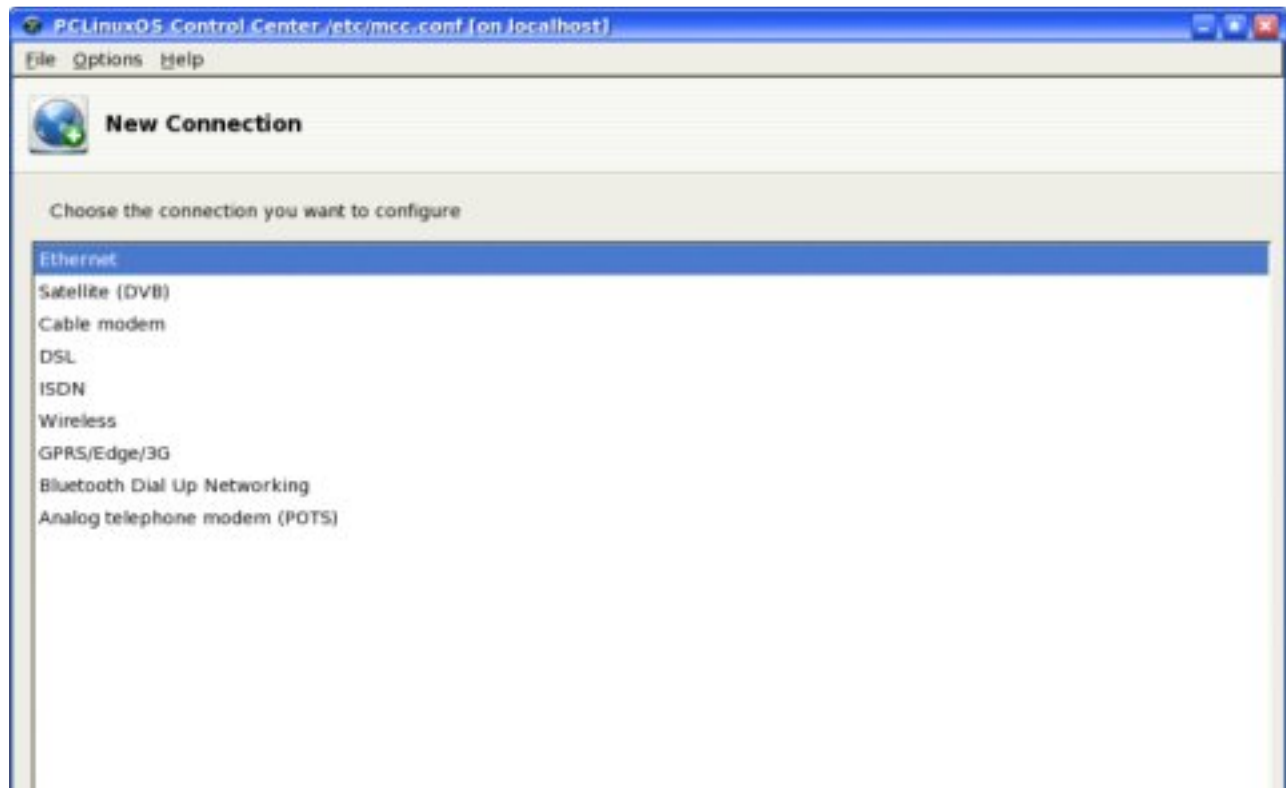 PCLinuxOS Control Center /etc/mcc.conf [on localhost]
File Options Help
New Connection
Choose the connection you want to configure
Ethernet
Satellite (DVB)
Cable modem
DSL
ISDN
Wireless
GPRS/Edge/3G
Bluetooth Dial Up Networking
Analog telephone modem (POTS)